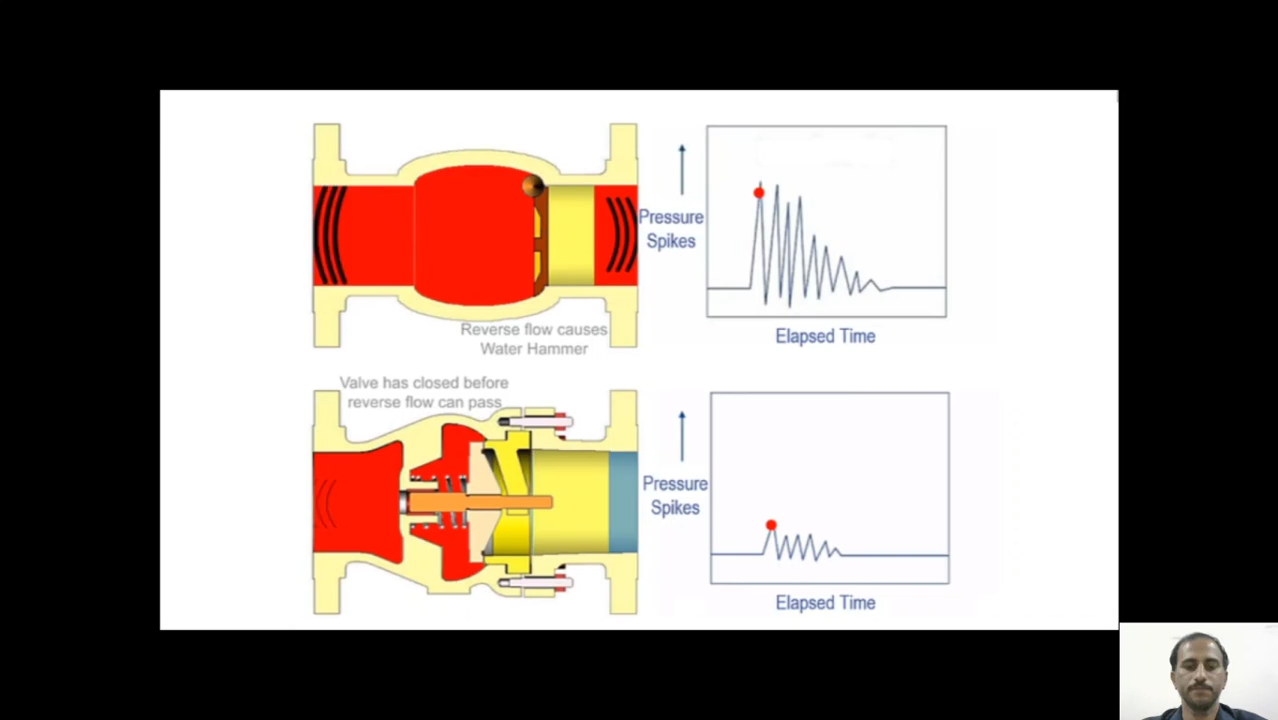 Pressure
Spikes
Elapsed Time
Reverse flow causes
Water Hammer
Valve has closed before
reverse flow can pass
Pressure
Spikes
Elapsed Time